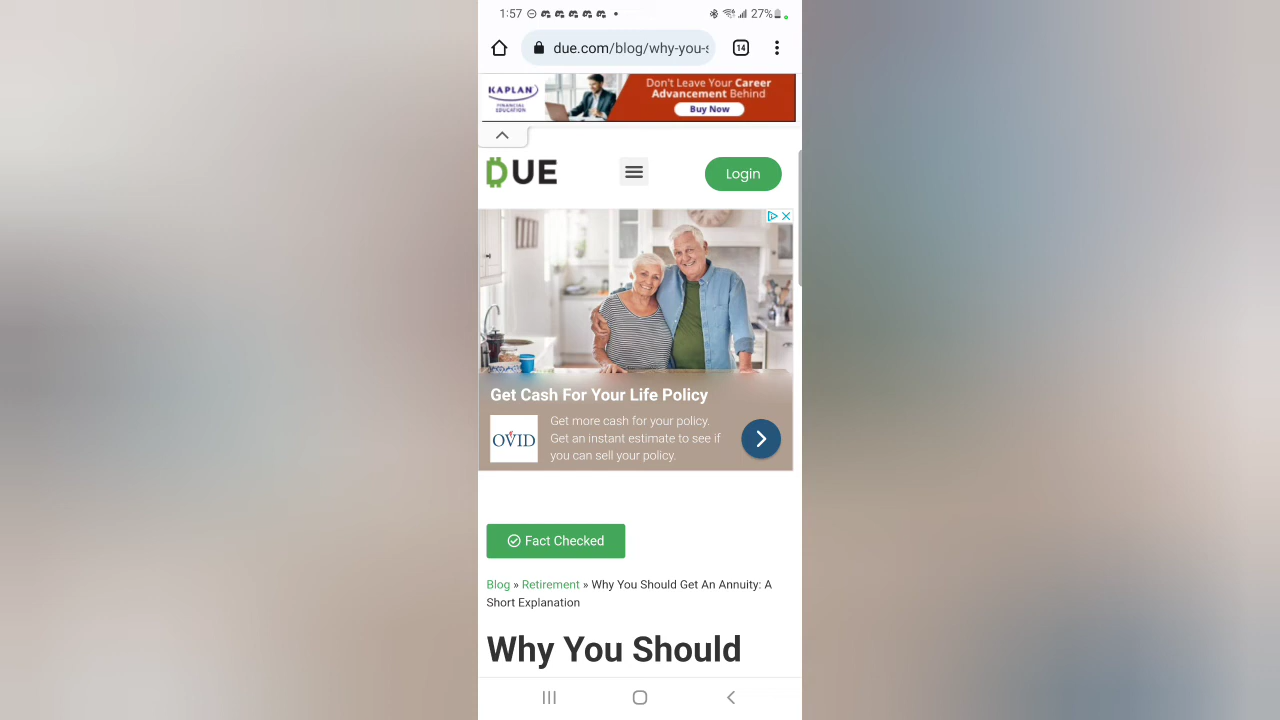 1:57
27%
due.com/blog/why-you-s
14
KAPLAN
FINANCIAL
EDUCATION
Don't Leave Your Career
Advancement Behind
Buy Now
DUE
Login
Get Cash For Your Life Policy
OVID
Get more cash for your policy.
Get an instant estimate to see if
you can sell your policy.
Fact Checked
Blog » Retirement » Why You Should Get An Annuity: A
Short Explanation
Why You Should